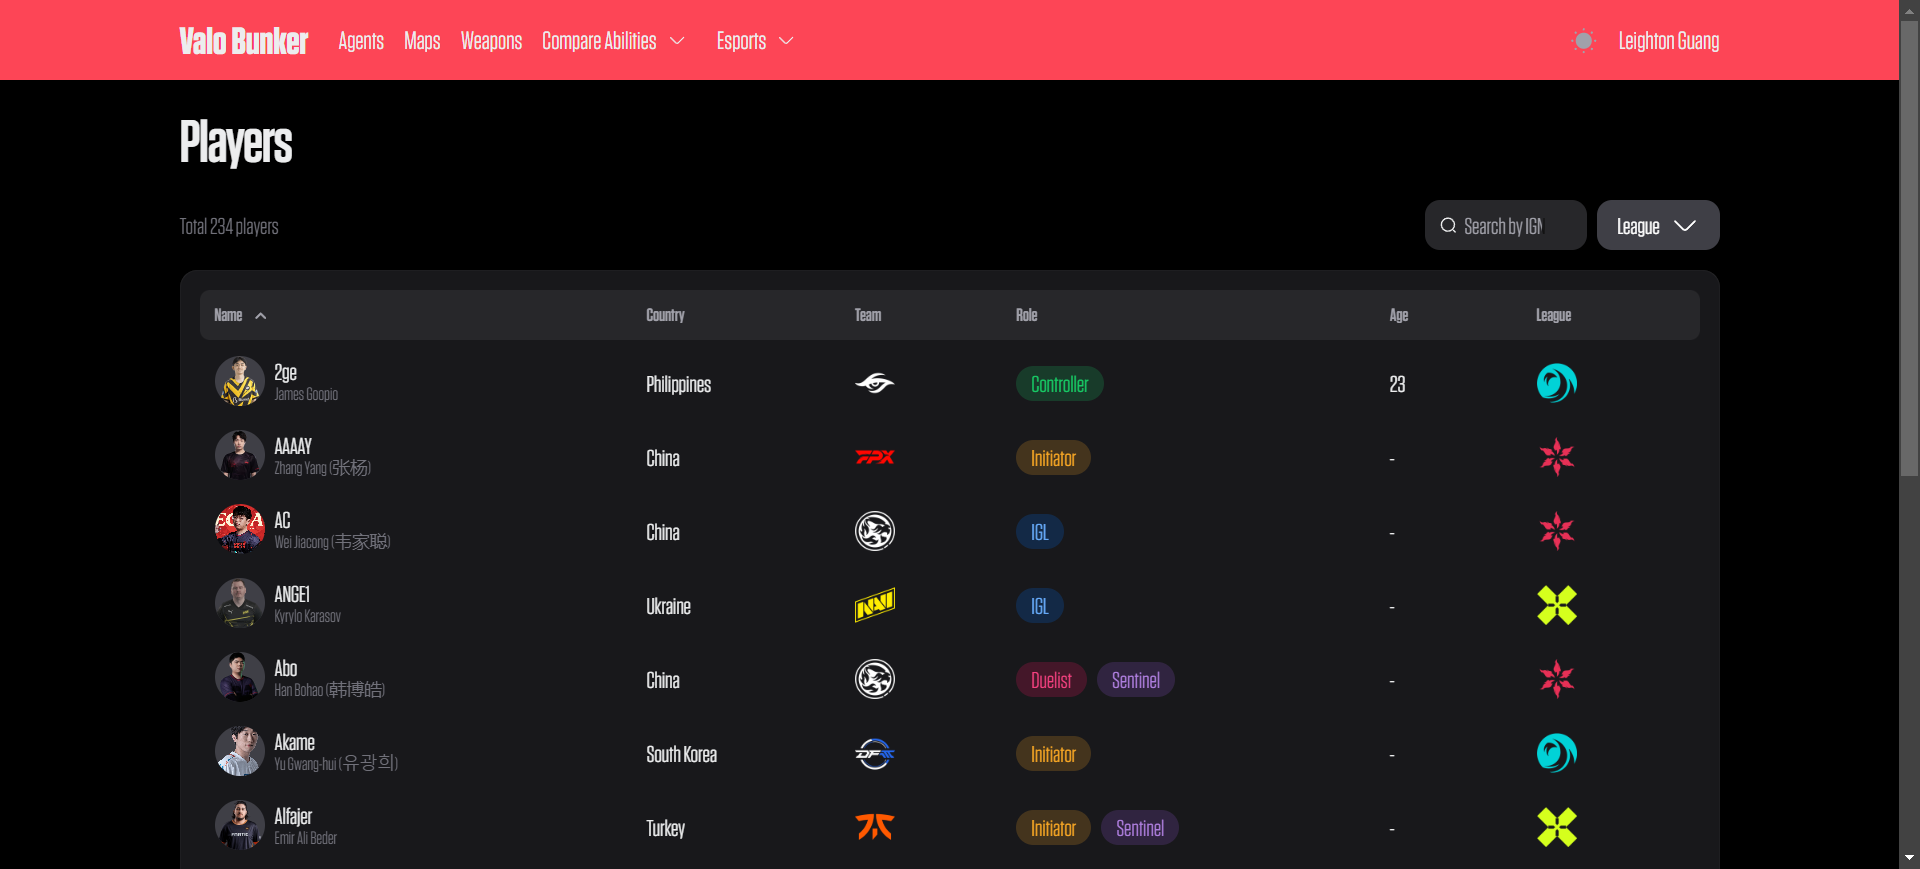 Valo Bunker Agents Maps Weapons Compare Abilities Esports Leighton Guang
Players
Total 234 players
Search by IGN
League
Name Country Team Role Age League
2ge
James Goopio
Philippines Controller 23
AAAAY
Zhang Yang (张杨)
China FPX Initiator -
AC
Wei Jiacong (韦家聪)
China IGL -
ANGE1
Kyrylo Karasov
Ukraine NAVI IGL -
Abo
Han Bohao (韩博皓)
China Duelist Sentinel -
Akame
Yu Gwang-hui (유광희)
South Korea DFM Initiator -
Alfajer
Emir Ali Beder
Turkey Initiator Sentinel -